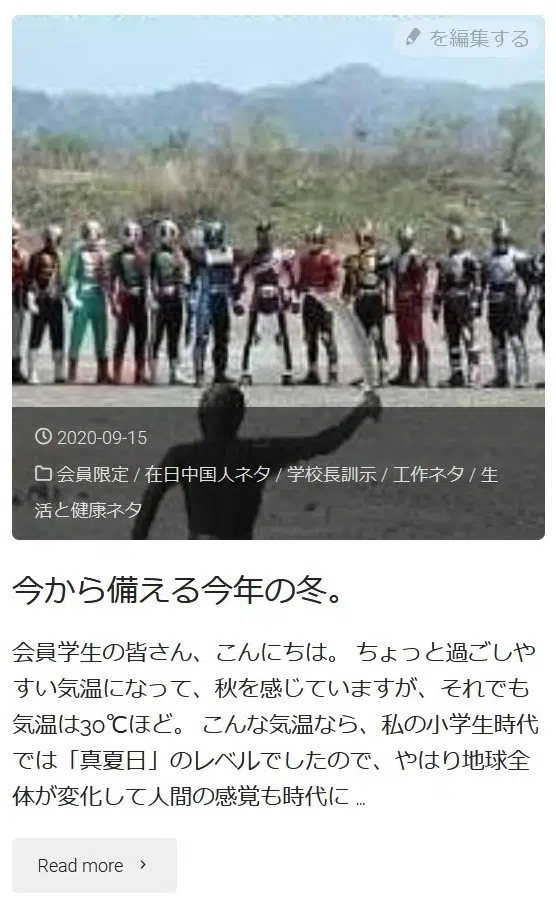 を編集する
2020-09-15
会員限定 / 在日中国人ネタ / 学校長訓示 / 工作ネタ / 生
活と健康ネタ
今から備える今年の冬。
会員学生の皆さん、こんにちは。 ちょっと過ごしや
すい気温になって、秋を感じていますが、それでも
気温は30℃ほど。 こんな気温なら、私の小学生時代
では「真夏日」のレベルでしたので、やはり地球全
体が変化して人間の感覚も時代に ...
Read more